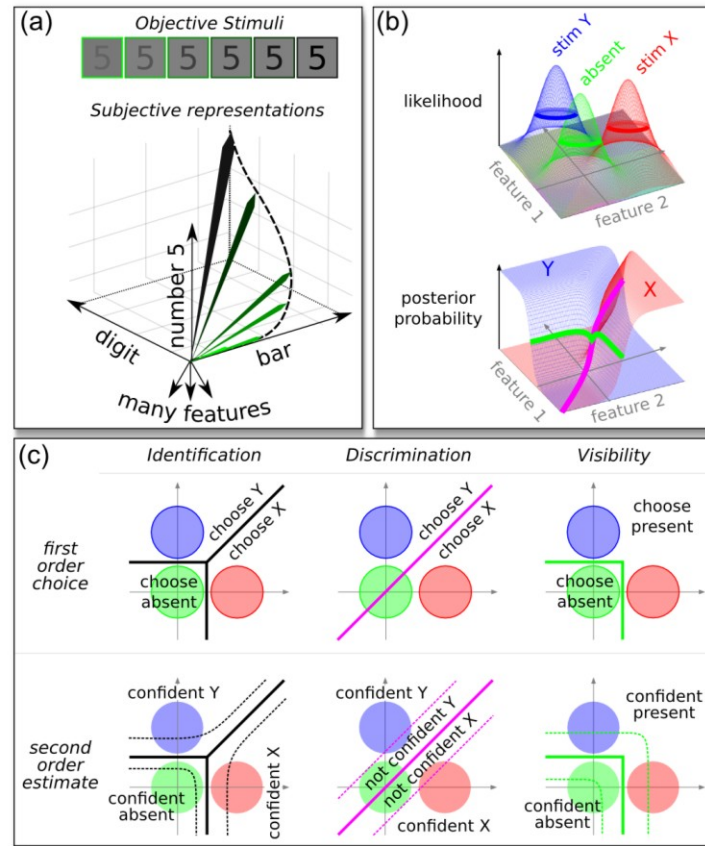 (a)
Objective Stimuli
5 5 5 5 5 5
Subjective representations
number 5
digit
bar
many features
(b)
stim Y
absent
stim X
likelihood
feature 1
feature 2
Y
X
posterior
probability
feature 1
feature 2
(c)
Identification
Discrimination
Visibility
first
order
choice
choose Y
choose X
choose
absent
choose Y
choose X
choose
present
choose
absent
second
order
estimate
confident Y
confident X
confident
absent
confident Y
not confident Y
not confident X
confident X
confident
present
confident
absent